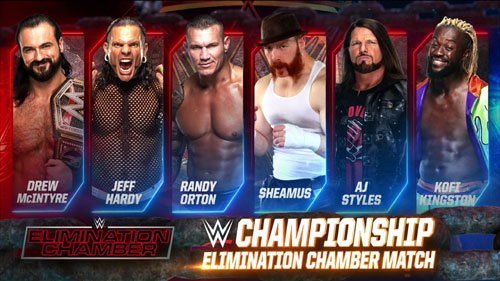 DREW
McINTYRE
JEFF
HARDY
RANDY
ORTON
SHEAMUS
AJ
STYLES
KOFI
KINGSTON
W
ELIMINATION
CHAMBER
W CHAMPIONSHIP
ELIMINATION CHAMBER MATCH